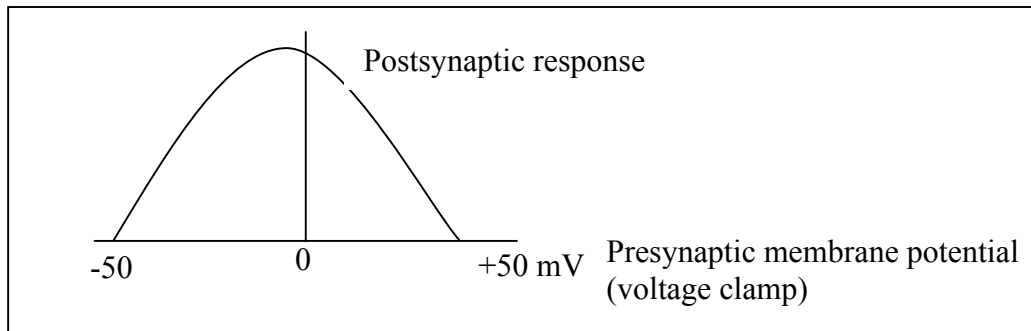 Postsynaptic response
-50
0
+50 mV
Presynaptic membrane potential
(voltage clamp)